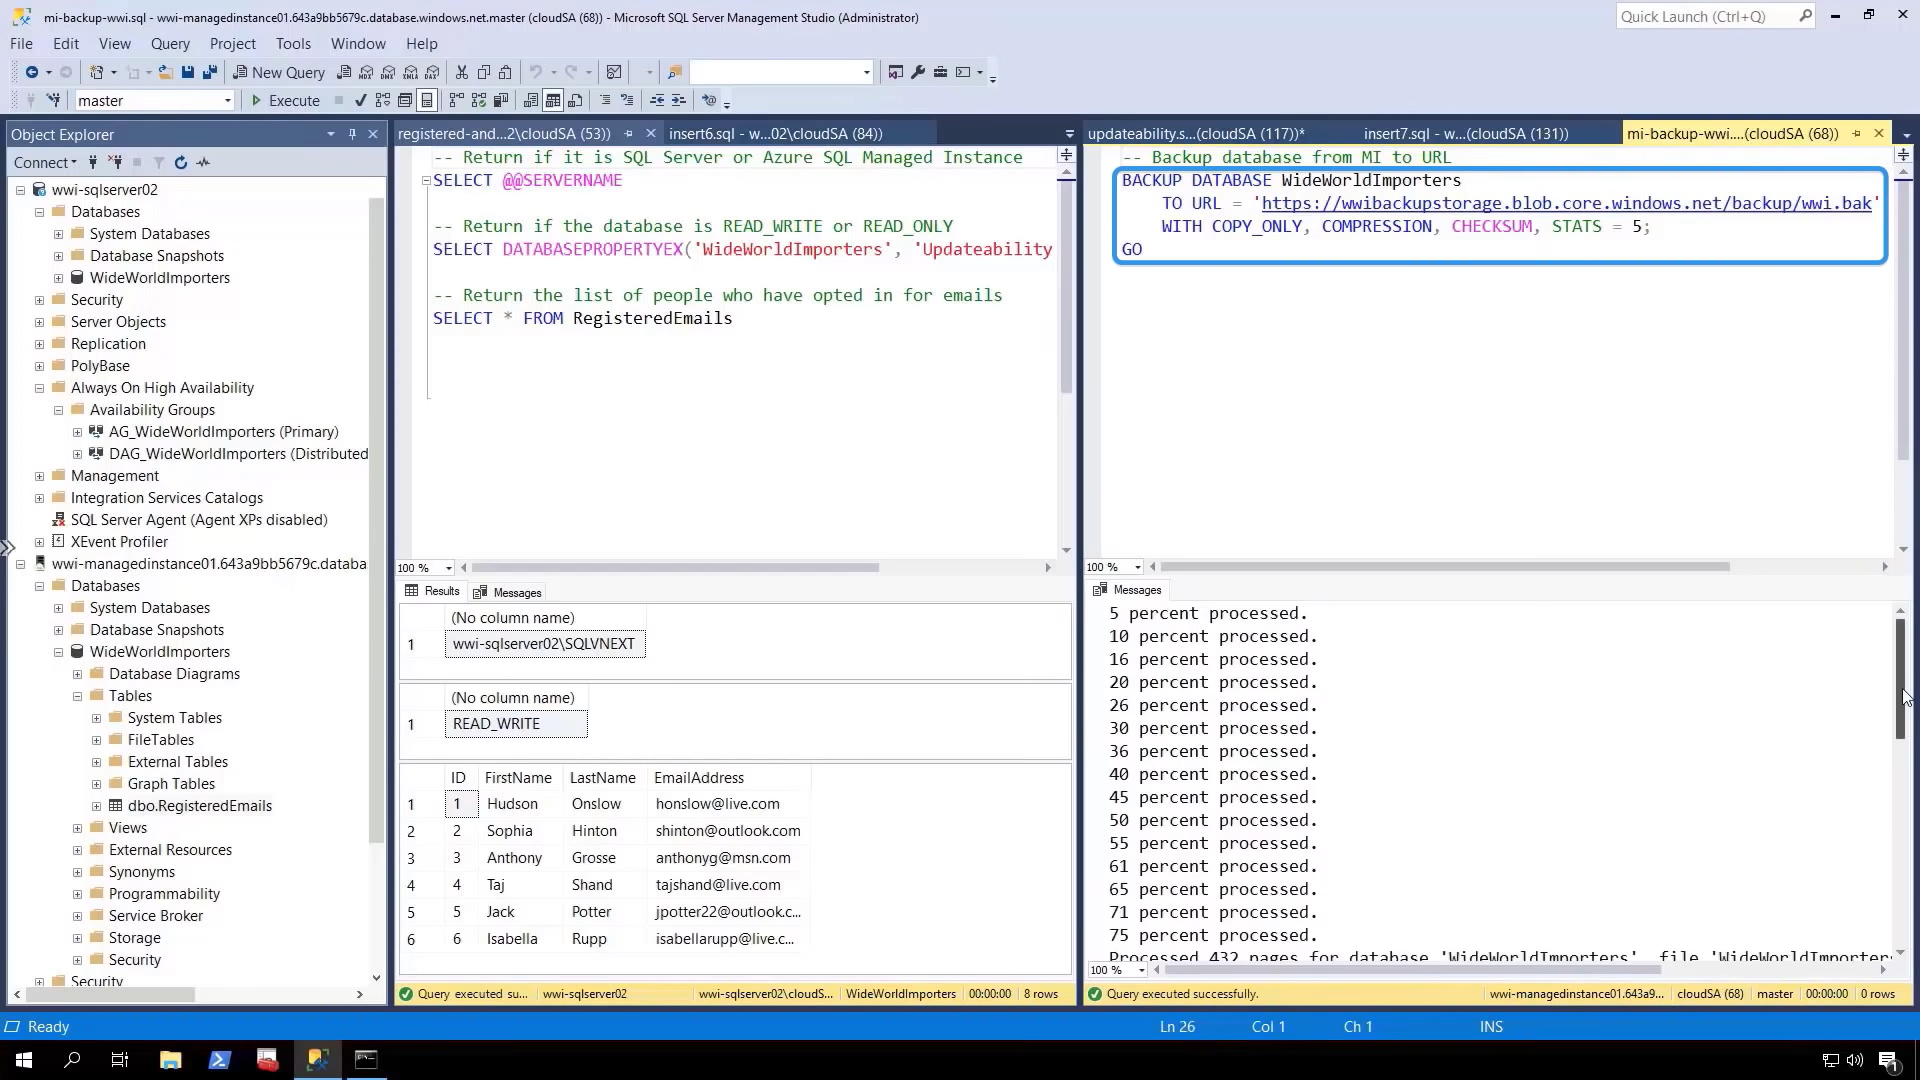 mi-backup-wwi.sql - wwi-managedinstance01.643a9bb5679c.database.windows.net.master (cloudSA (68)) - Microsoft SQL Server Management Studio (Administrator)
Quick Launch (Ctrl+Q)
File Edit View Query Project Tools Window Help
New Query
MDX DMX XMLA DAX
master
Execute
Object Explorer
Connect
wwi-sqlserver02
Databases
System Databases
Database Snapshots
WideWorldImporters
Security
Server Objects
Replication
PolyBase
Always On High Availability
Availability Groups
AG_WideWorldImporters (Primary)
DAG_WideWorldImporters (Distributed
Management
Integration Services Catalogs
SQL Server Agent (Agent XPs disabled)
XEvent Profiler
wwi-managedinstance01.643a9bb5679c.databa
Databases
System Databases
Database Snapshots
WideWorldImporters
Database Diagrams
Tables
System Tables
FileTables
External Tables
Graph Tables
dbo.RegisteredEmails
Views
External Resources
Synonyms
Programmability
Service Broker
Storage
Security
Security
registered-and...2\cloudSA (53)) insert6.sql - w...02\cloudSA (84))
-- Return if it is SQL Server or Azure SQL Managed Instance
SELECT @@SERVERNAME
-- Return if the database is READ_WRITE or READ_ONLY
SELECT DATABASEPROPERTYEX('WideWorldImporters', 'Updateability
-- Return the list of people who have opted in for emails
SELECT * FROM RegisteredEmails
100 %
Results Messages
(No column name)
1 wwi-sqlserver02\SQLVNEXT
(No column name)
1 READ_WRITE
ID FirstName LastName EmailAddress
1 1 Hudson Onslow honslow@live.com
2 2 Sophia Hinton shinton@outlook.com
3 3 Anthony Grosse anthonyg@msn.com
4 4 Taj Shand tajshand@live.com
5 5 Jack Potter jpotter22@outlook.c...
6 6 Isabella Rupp isabellarupp@live.c...
Query executed su... wwi-sqlserver02 wwi-sqlserver02\cloudS... WideWorldImporters 00:00:00 8 rows
updateability.s...(cloudSA (117))* insert7.sql - w...(cloudSA (131)) mi-backup-wwi....(cloudSA (68))
-- Backup database from MI to URL
BACKUP DATABASE WideWorldImporters
TO URL = 'https://wwibackupstorage.blob.core.windows.net/backup/wwi.bak'
WITH COPY_ONLY, COMPRESSION, CHECKSUM, STATS = 5;
GO
100 %
Messages
5 percent processed.
10 percent processed.
16 percent processed.
20 percent processed.
26 percent processed.
30 percent processed.
36 percent processed.
40 percent processed.
45 percent processed.
50 percent processed.
55 percent processed.
61 percent processed.
65 percent processed.
71 percent processed.
75 percent processed.
Processed 432 pages for database 'WideWorldImporters', file 'WideWorldImporter
100 %
Query executed successfully. wwi-managedinstance01.643a9... cloudSA (68) master 00:00:00 0 rows
Ready Ln 26 Col 1 Ch 1 INS
1